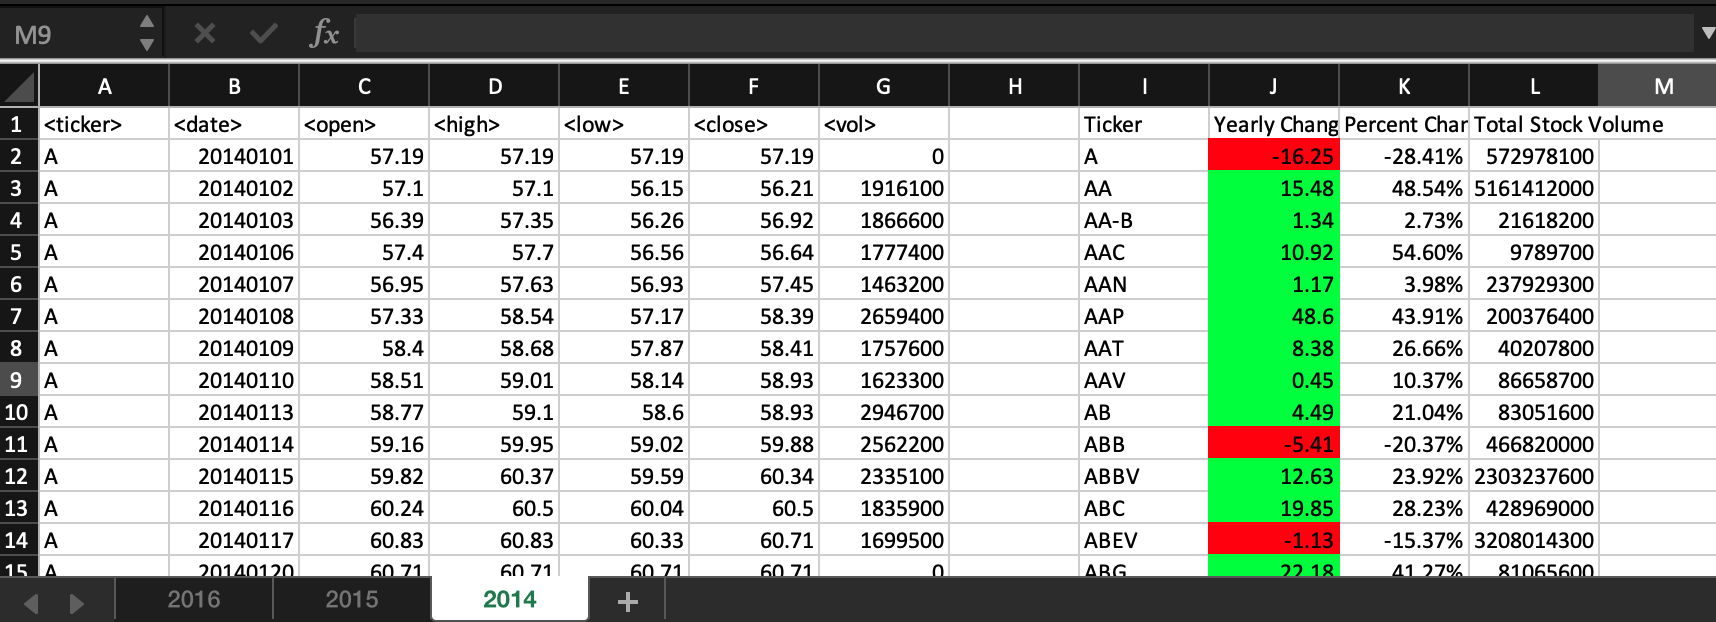 M9 fx
A B C D E F G H I J K L M
1 <ticker> <date> <open> <high> <low> <close> <vol> Ticker Yearly Chang Percent Char Total Stock Volume
2 A 20140101 57.19 57.19 57.19 57.19 0 A -16.25 -28.41% 572978100
3 A 20140102 57.1 57.1 56.15 56.21 1916100 AA 15.48 48.54% 5161412000
4 A 20140103 56.39 57.35 56.26 56.92 1866600 AA-B 1.34 2.73% 21618200
5 A 20140106 57.4 57.7 56.56 56.64 1777400 AAC 10.92 54.60% 9789700
6 A 20140107 56.95 57.63 56.93 57.45 1463200 AAN 1.17 3.98% 237929300
7 A 20140108 57.33 58.54 57.17 58.39 2659400 AAP 48.6 43.91% 200376400
8 A 20140109 58.4 58.68 57.87 58.41 1757600 AAT 8.38 26.66% 40207800
9 A 20140110 58.51 59.01 58.14 58.93 1623300 AAV 0.45 10.37% 86658700
10 A 20140113 58.77 59.1 58.6 58.93 2946700 AB 4.49 21.04% 83051600
11 A 20140114 59.16 59.95 59.02 59.88 2562200 ABB -5.41 -20.37% 466820000
12 A 20140115 59.82 60.37 59.59 60.34 2335100 ABBV 12.63 23.92% 2303237600
13 A 20140116 60.24 60.5 60.04 60.5 1835900 ABC 19.85 28.23% 428969000
14 A 20140117 60.83 60.83 60.33 60.71 1699500 ABEV -1.13 -15.37% 3208014300
15 A 20140120 60.71 60.71 60.71 60.71 0 ABG 22.18 41.27% 81065600
2016 2015 2014 +